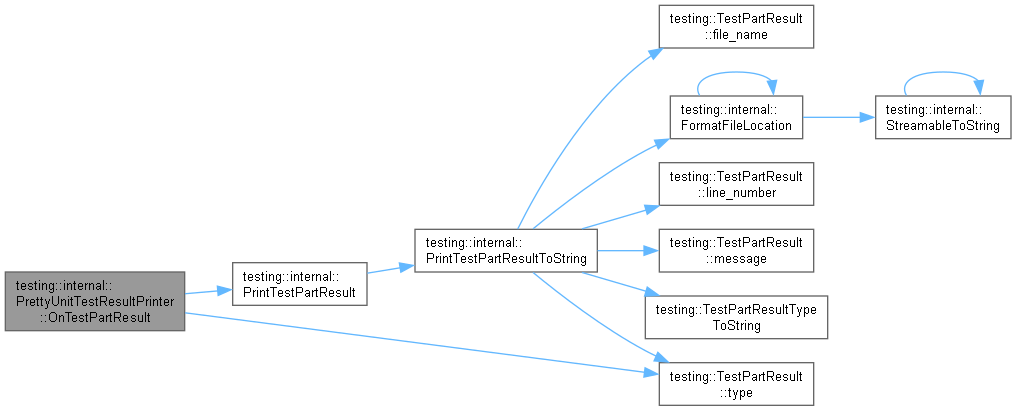 testing::internal::
PrettyUnitTestResultPrinter
::OnTestPartResult
testing::internal::
PrintTestPartResult
testing::internal::
PrintTestPartResultToString
testing::TestPartResult
::file_name
testing::internal::
FormatFileLocation
testing::internal::
StreamableToString
testing::TestPartResult
::line_number
testing::TestPartResult
::message
testing::TestPartResultType
ToString
testing::TestPartResult
::type